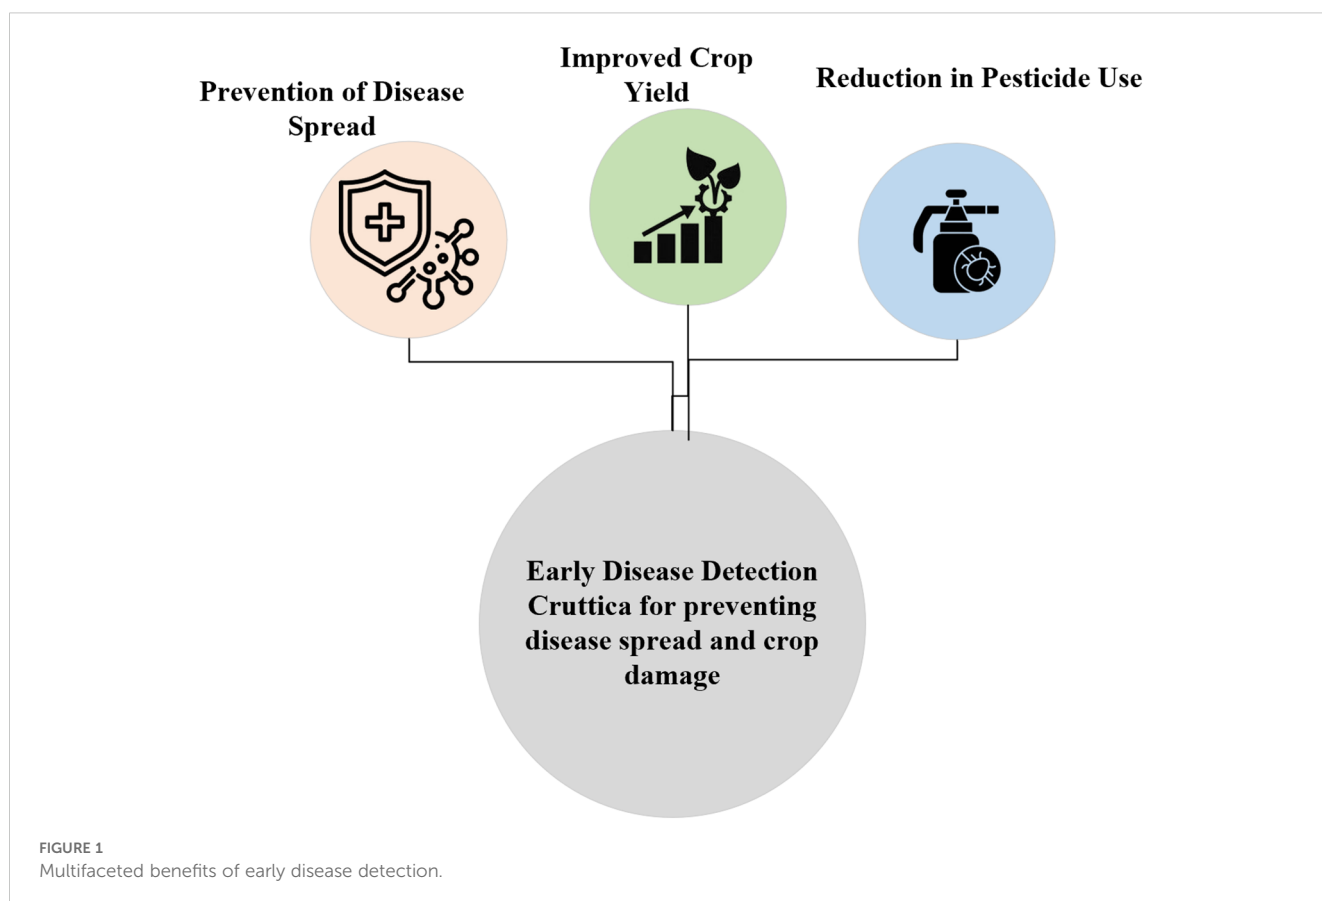 Prevention of Disease
Spread
Improved Crop
Yield
Reduction in Pesticide Use
Early Disease Detection
Cruttica for preventing
disease spread and crop
damage
FIGURE 1
Multifaceted benefits of early disease detection.